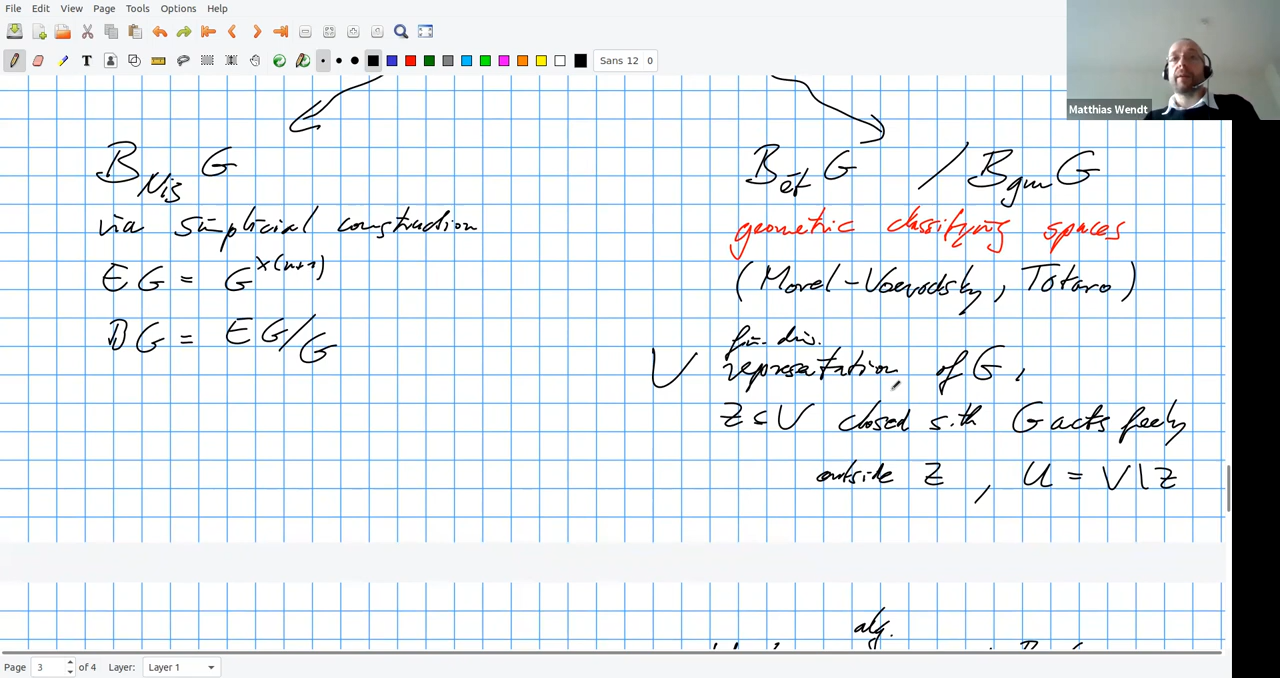 File Edit View Page Tools Options Help
Sans 12 0
Matthias Wendt
B_Nis G
via simplicial construction
EG = G^×(n+1)
BG = EG/G
B_ét G / B_gm G
geometric classifying spaces
(Morel-Voevodsky, Totaro)
fin. dim.
V representation of G,
Z ⊂ V closed s.th G acts freely
outside Z, U = V \ Z
alg.
Page 3 of 4 Layer: Layer 1